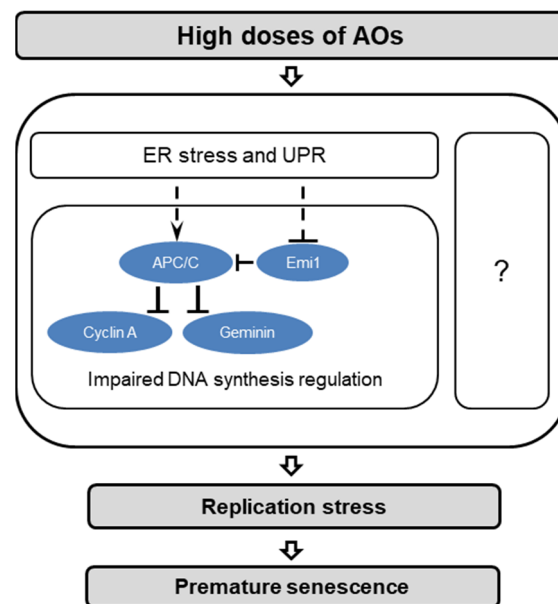 High doses of AOs
ER stress and UPR
?
APC/C
Emi1
Cyclin A
Geminin
Impaired DNA synthesis regulation
Replication stress
Premature senescence